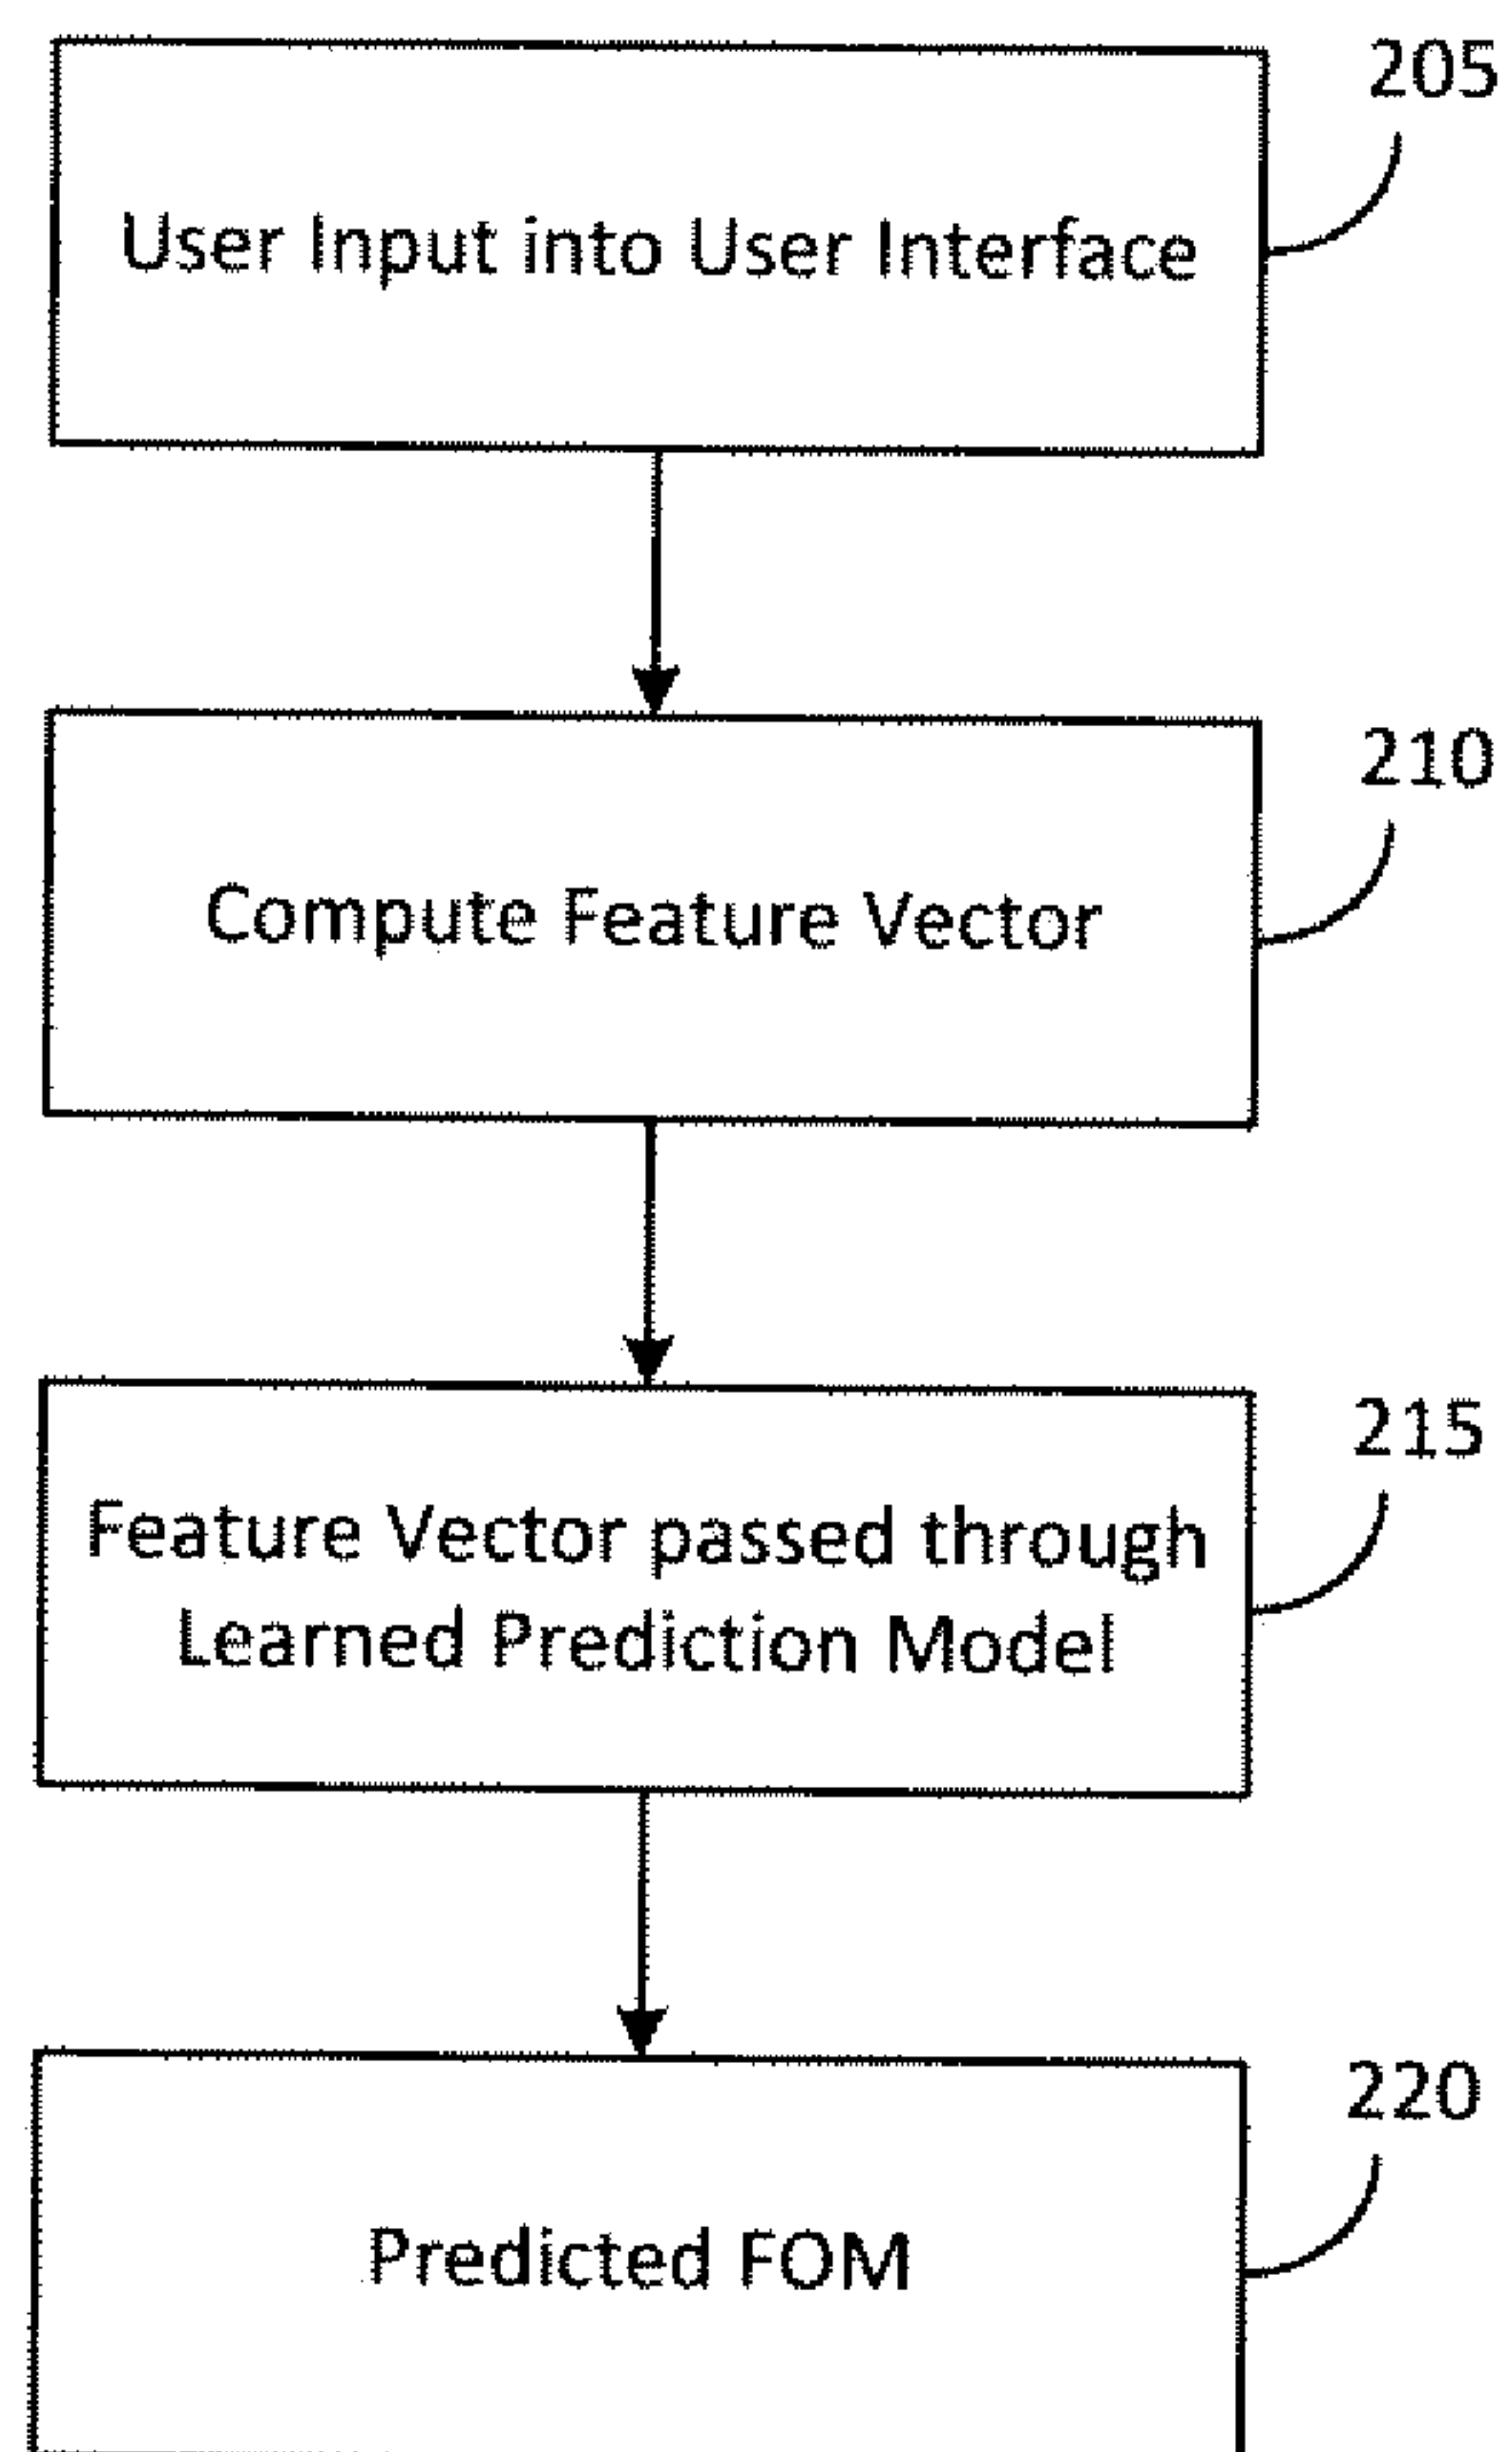 205
User Input into User Interface
210
Compute Feature Vector
215
Feature Vector passed through
Learned Prediction Model
220
Predicted FOM